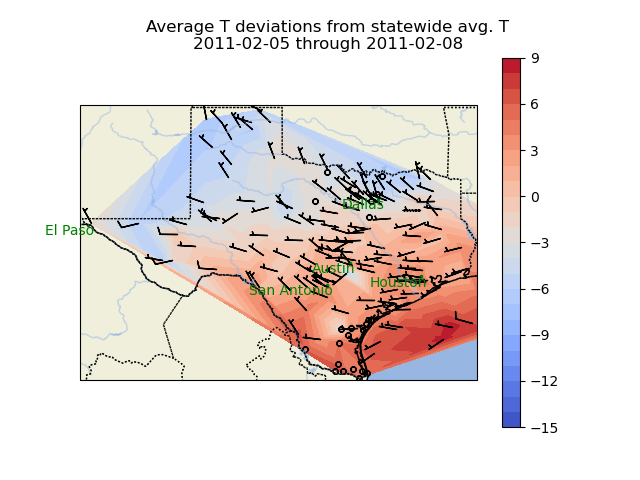 Average T deviations from statewide avg. T
2011-02-05 through 2011-02-08
9
6
3
0
−3
−6
−9
−12
−15
Dallas
El Paso
Austin
San Antonio
Houston